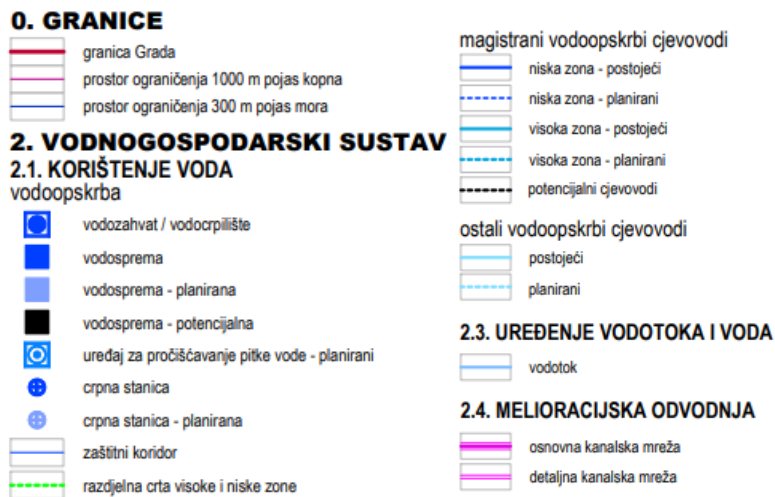 0. GRANICE
granica Grada
prostor ograničenja 1000 m pojas kopna
prostor ograničenja 300 m pojas mora
2. VODNOGOSPODARSKI SUSTAV
2.1. KORIŠTENJE VODA
vodoopskrba
vodozahvat / vodocrpilište
vodosprema
vodosprema - planirana
vodosprema - potencijalna
uređaj za pročišćavanje pitke vode - planirani
crpna stanica
crpna stanica - planirana
zaštitni koridor
razdjelna crta visoke i niske zone
magistrani vodoopskrbi cjevovodi
niska zona - postojeći
niska zona - planirani
visoka zona - postojeći
visoka zona - planirani
potencijalni cjevovodi
ostali vodoopskrbi cjevovodi
postojeći
planirani
2.3. UREĐENJE VODOTOKA I VODA
vodotok
2.4. MELIORACIJSKA ODVODNJA
osnovna kanalska mreža
detaljna kanalska mreža